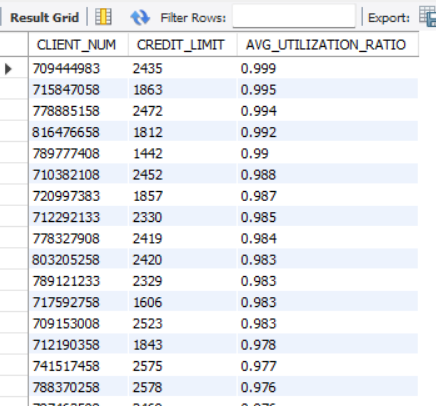 Result Grid Filter Rows: Export:
CLIENT_NUM CREDIT_LIMIT AVG_UTILIZATION_RATIO
709444983 2435 0.999
715847058 1863 0.995
778885158 2472 0.994
816476658 1812 0.992
789777408 1442 0.99
710382108 2452 0.988
720997383 1857 0.987
712292133 2330 0.985
778327908 2419 0.984
803205258 2420 0.983
789121233 2329 0.983
717592758 1606 0.983
709153008 2523 0.983
712190358 1843 0.978
741517458 2575 0.977
788370258 2578 0.976